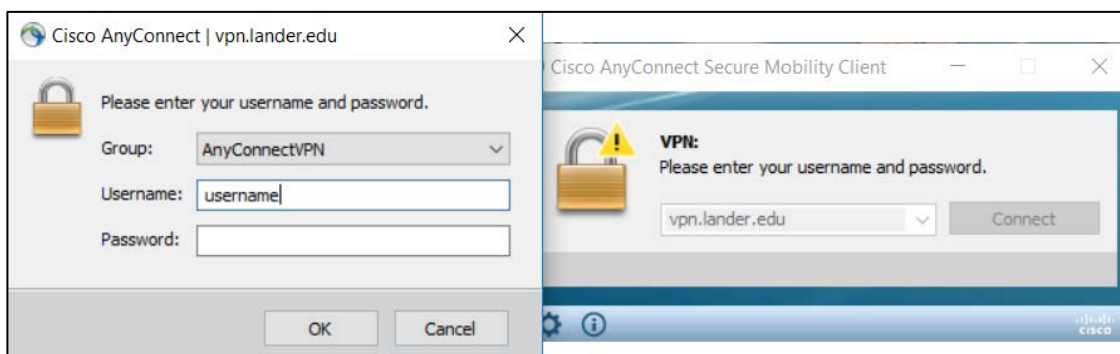 Cisco AnyConnect | vpn.lander.edu
Please enter your username and password.
Group: AnyConnectVPN
Username: username
Password:
OK Cancel
Cisco AnyConnect Secure Mobility Client
VPN:
Please enter your username and password.
vpn.lander.edu Connect
cisco